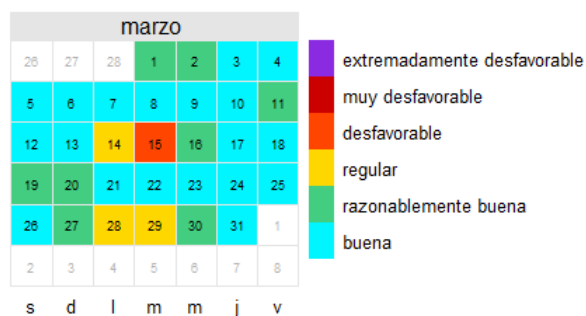 marzo
26 27 28 1 2 3 4
5 6 7 8 9 10 11
12 13 14 15 16 17 18
19 20 21 22 23 24 25
26 27 28 29 30 31 1
2 3 4 5 6 7 8
s d l m m j v
extremadamente desfavorable
muy desfavorable
desfavorable
regular
razonablemente buena
buena